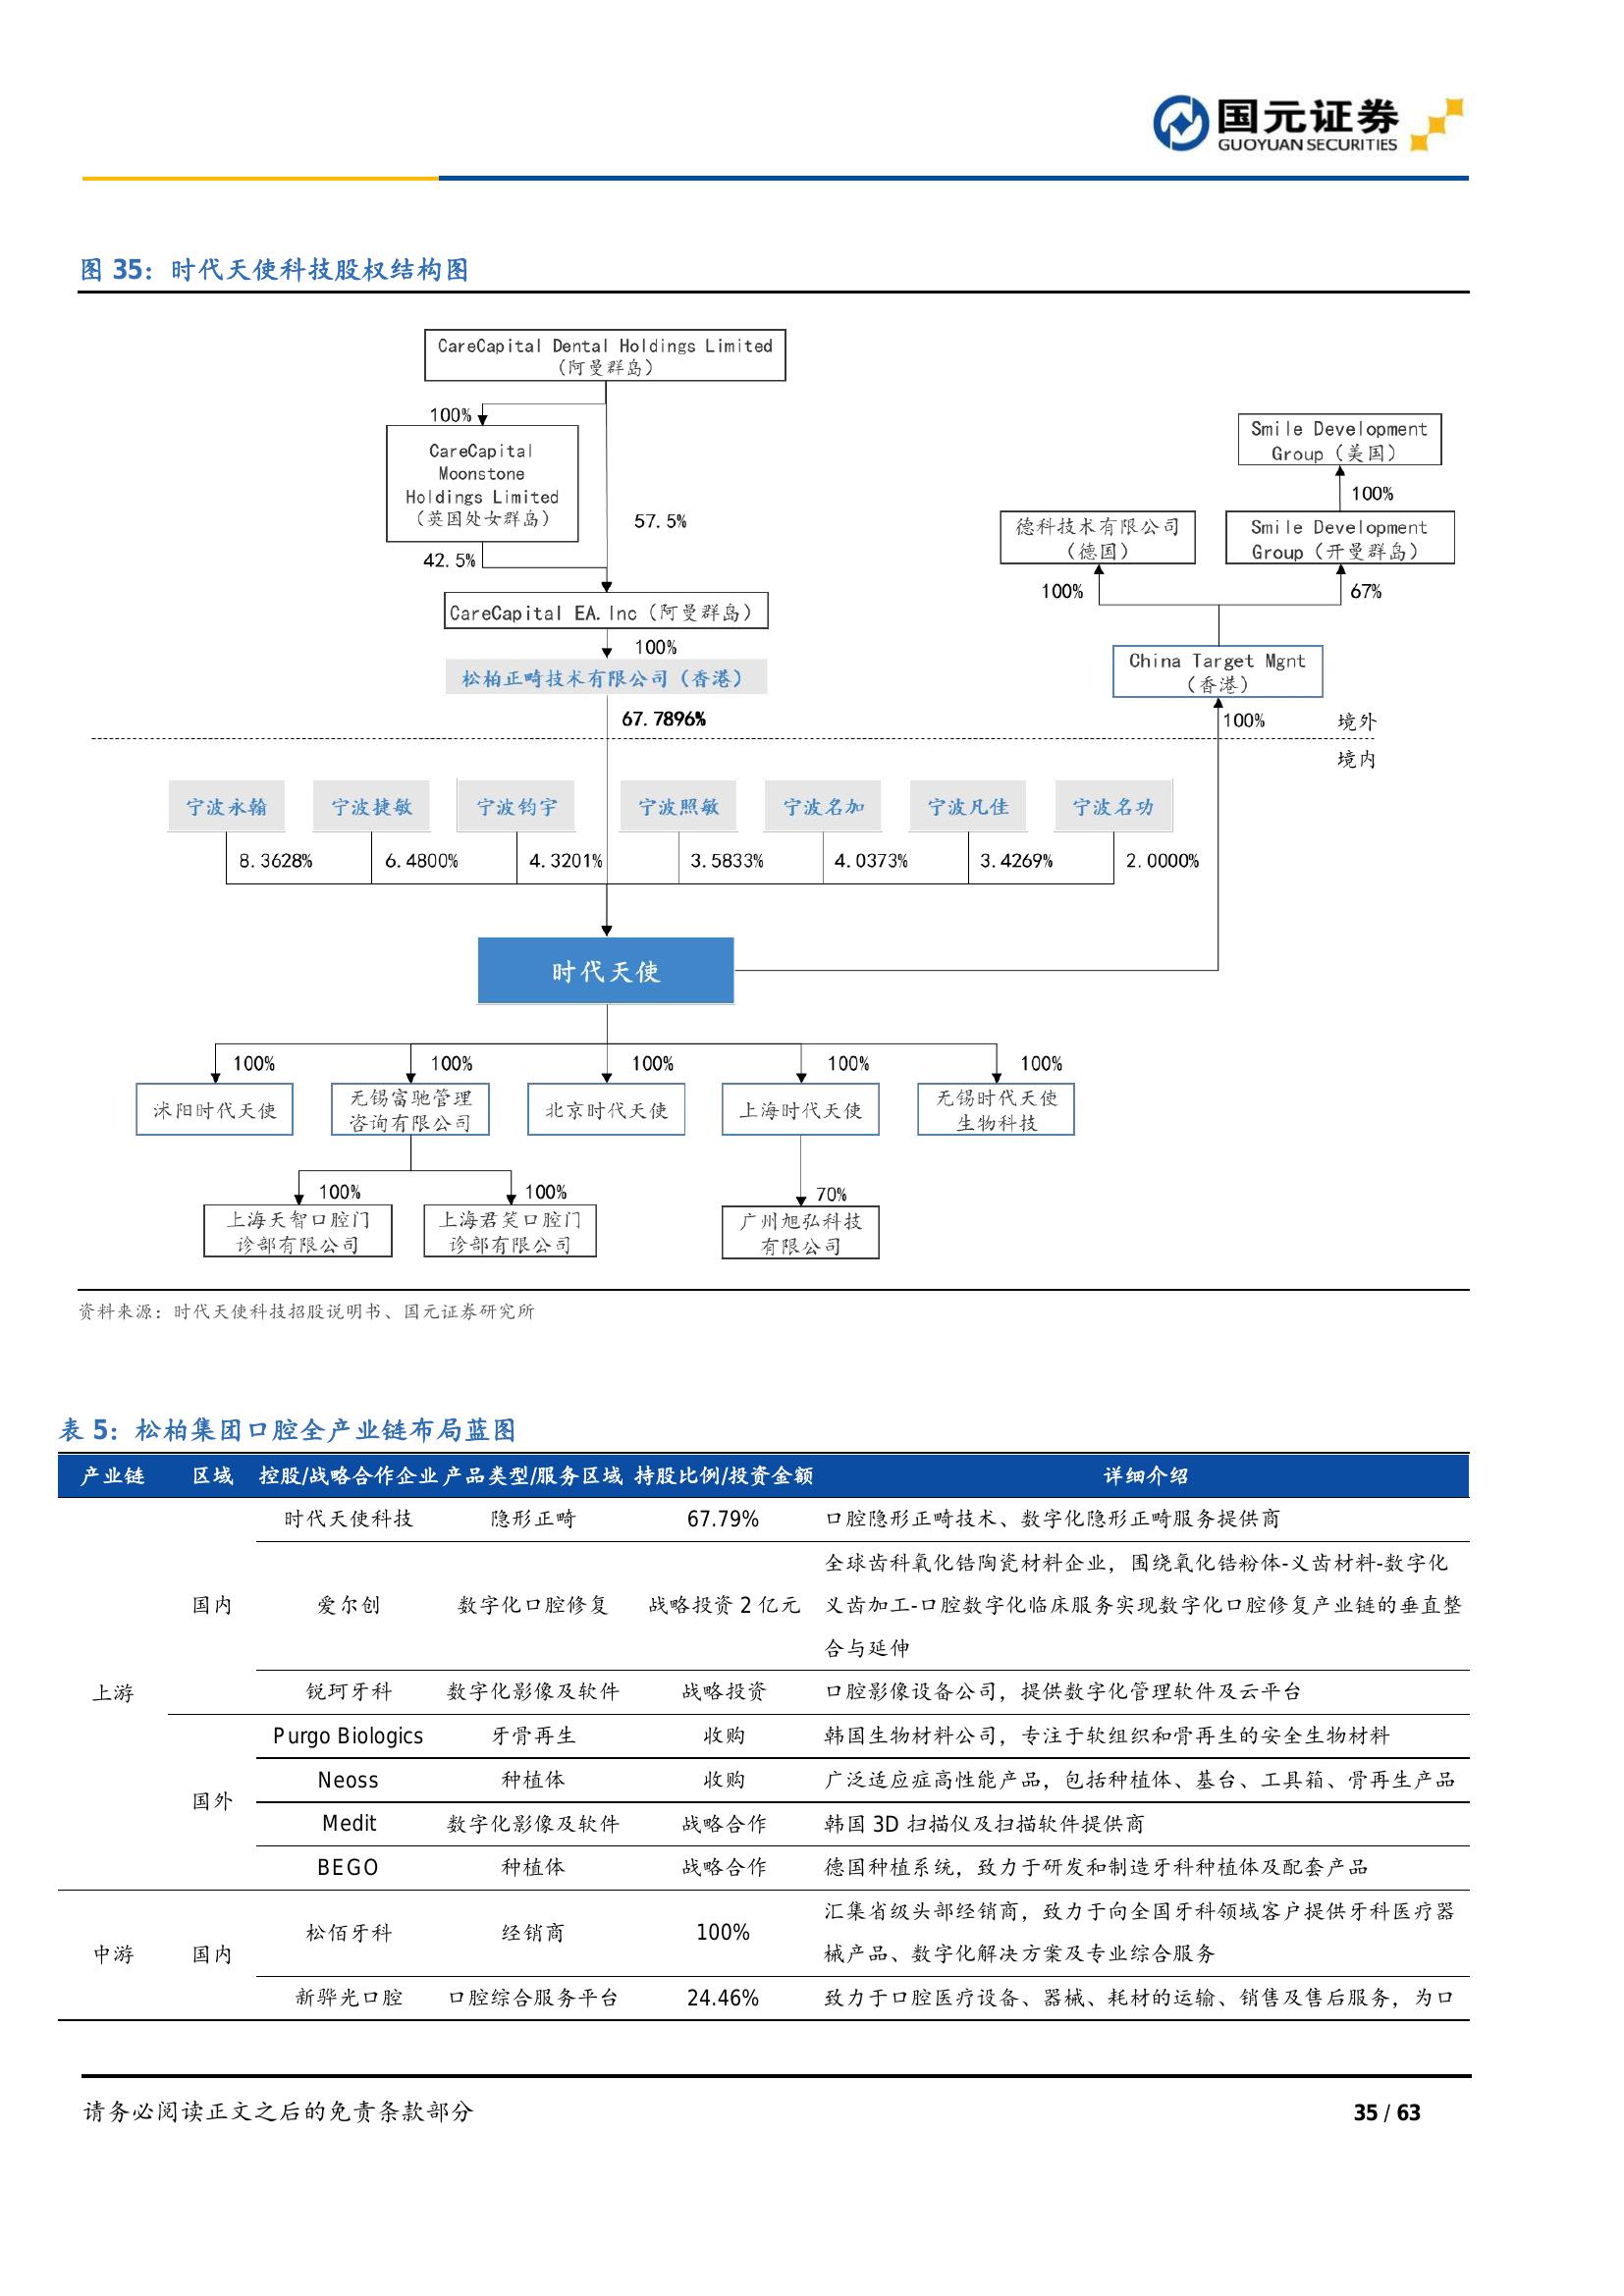 国元证券
GUOYUAN SECURITIES
图 35：时代天使科技股权结构图
CareCapital Dental Holdings Limited
（阿曼群岛）
100%
CareCapital
Moonstone
Holdings Limited
（英国处女群岛）
57.5%
42.5%
CareCapital EA.Inc（阿曼群岛）
100%
松柏正畸技术有限公司（香港）
67.7896%
Smile Development
Group（美国）
100%
德科技术有限公司
（德国）
Smile Development
Group（开曼群岛）
100%
67%
China Target Mgnt
（香港）
100%
境外
境内
宁波永翰
宁波捷敏
宁波钧宇
宁波照敏
宁波名加
宁波凡佳
宁波名功
8.3628%
6.4800%
4.3201%
3.5833%
4.0373%
3.4269%
2.0000%
时代天使
100%
100%
100%
100%
100%
沭阳时代天使
无锡富驰管理
咨询有限公司
北京时代天使
上海时代天使
无锡时代天使
生物科技
100%
100%
70%
上海天智口腔门
诊部有限公司
上海君笑口腔门
诊部有限公司
广州旭弘科技
有限公司
资料来源：时代天使科技招股说明书、国元证券研究所
表 5：松柏集团口腔全产业链布局蓝图
产业链 区域 控股/战略合作企业 产品类型/服务区域 持股比例/投资金额 详细介绍
时代天使科技 隐形正畸 67.79% 口腔隐形正畸技术、数字化隐形正畸服务提供商
全球齿科氧化锆陶瓷材料企业，围绕氧化锆粉体-义齿材料-数字化
国内 爱尔创 数字化口腔修复 战略投资 2 亿元 义齿加工-口腔数字化临床服务实现数字化口腔修复产业链的垂直整
合与延伸
上游 锐珂牙科 数字化影像及软件 战略投资 口腔影像设备公司，提供数字化管理软件及云平台
Purgo Biologics 牙骨再生 收购 韩国生物材料公司，专注于软组织和骨再生的安全生物材料
Neoss 种植体 收购 广泛适应症高性能产品，包括种植体、基台、工具箱、骨再生产品
国外
Medit 数字化影像及软件 战略合作 韩国 3D 扫描仪及扫描软件提供商
BEGO 种植体 战略合作 德国种植系统，致力于研发和制造牙科种植体及配套产品
汇集省级头部经销商，致力于向全国牙科领域客户提供牙科医疗器
松佰牙科 经销商 100%
械产品、数字化解决方案及专业综合服务
中游 国内
新骅光口腔 口腔综合服务平台 24.46% 致力于口腔医疗设备、器械、耗材的运输、销售及售后服务，为口
请务必阅读正文之后的免责条款部分
35 / 63